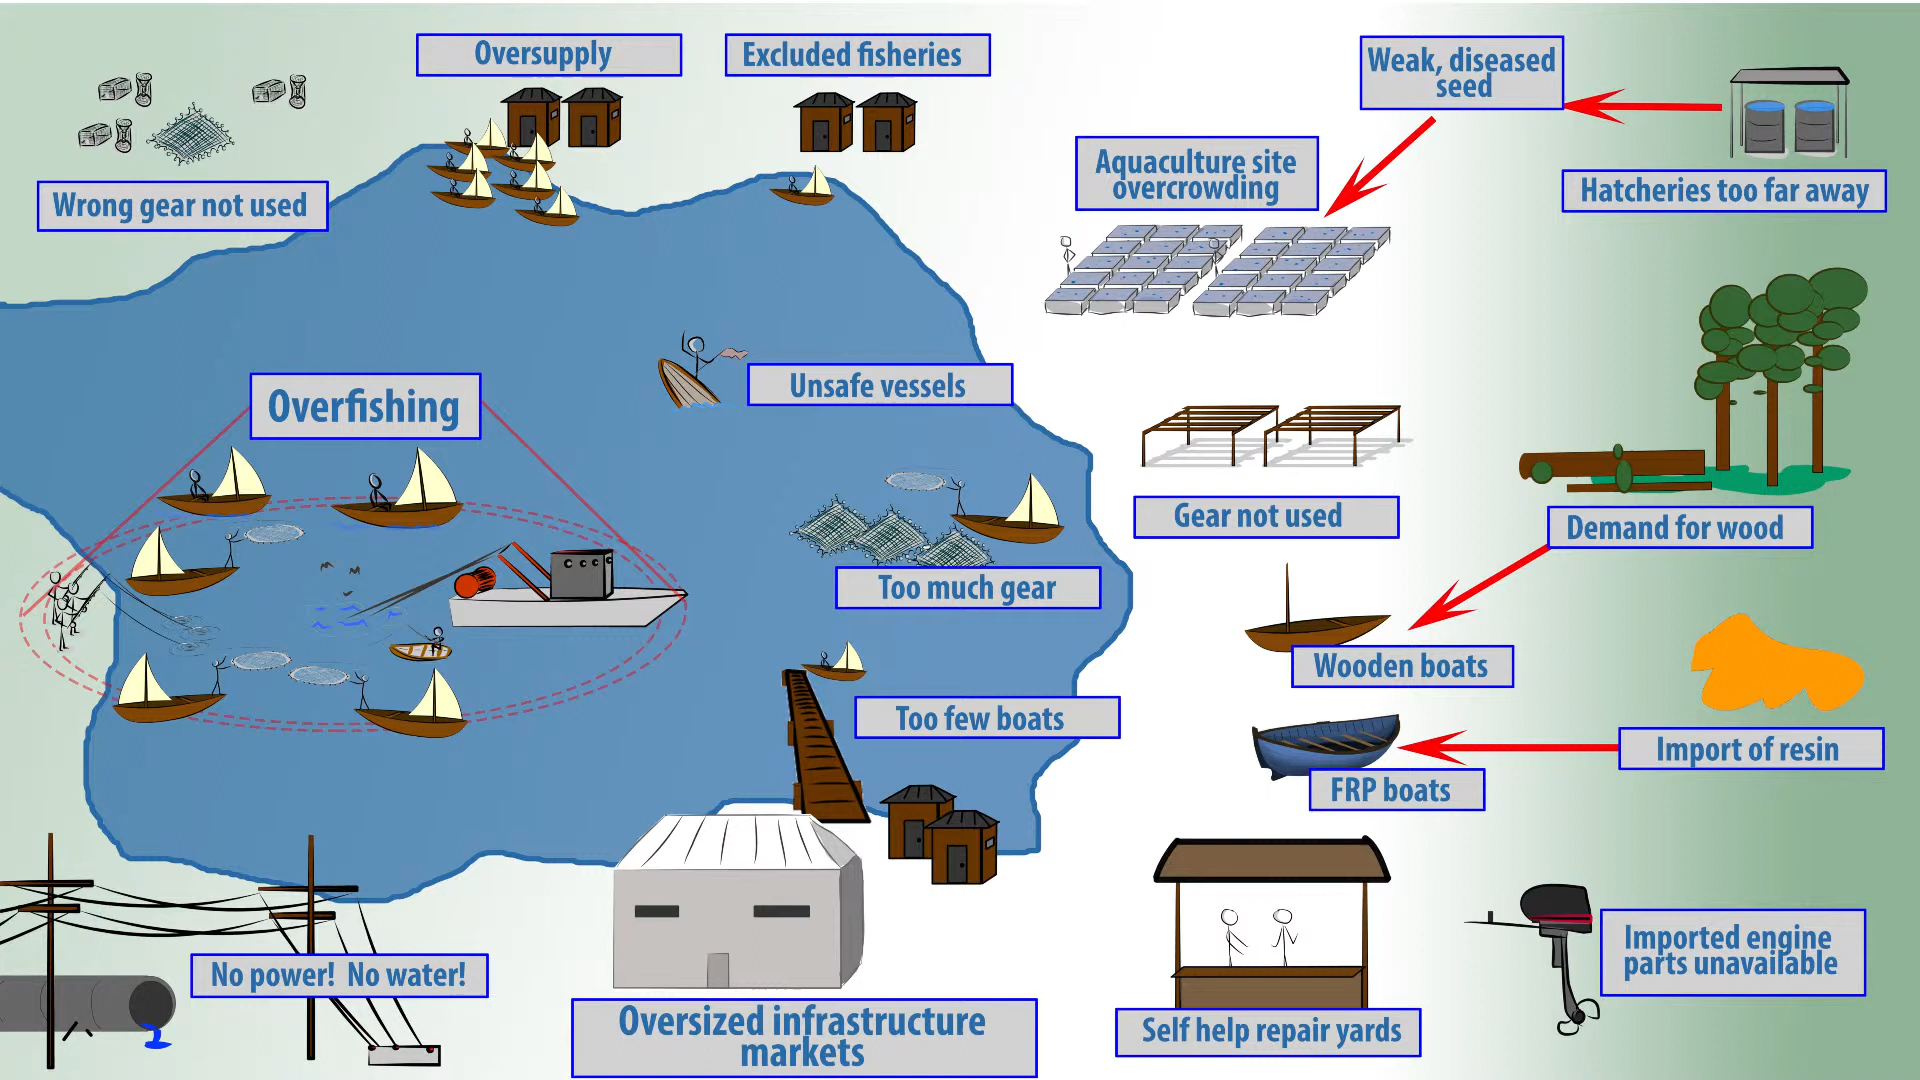 Oversupply
Excluded fisheries
Weak, diseased
seed
Aquaculture site
overcrowding
Hatcheries too far away
Wrong gear not used
Unsafe vessels
Overfishing
Gear not used
Demand for wood
Too much gear
Wooden boats
Too few boats
Import of resin
FRP boats
No power! No water!
Imported engine
parts unavailable
Oversized infrastructure
markets
Self help repair yards